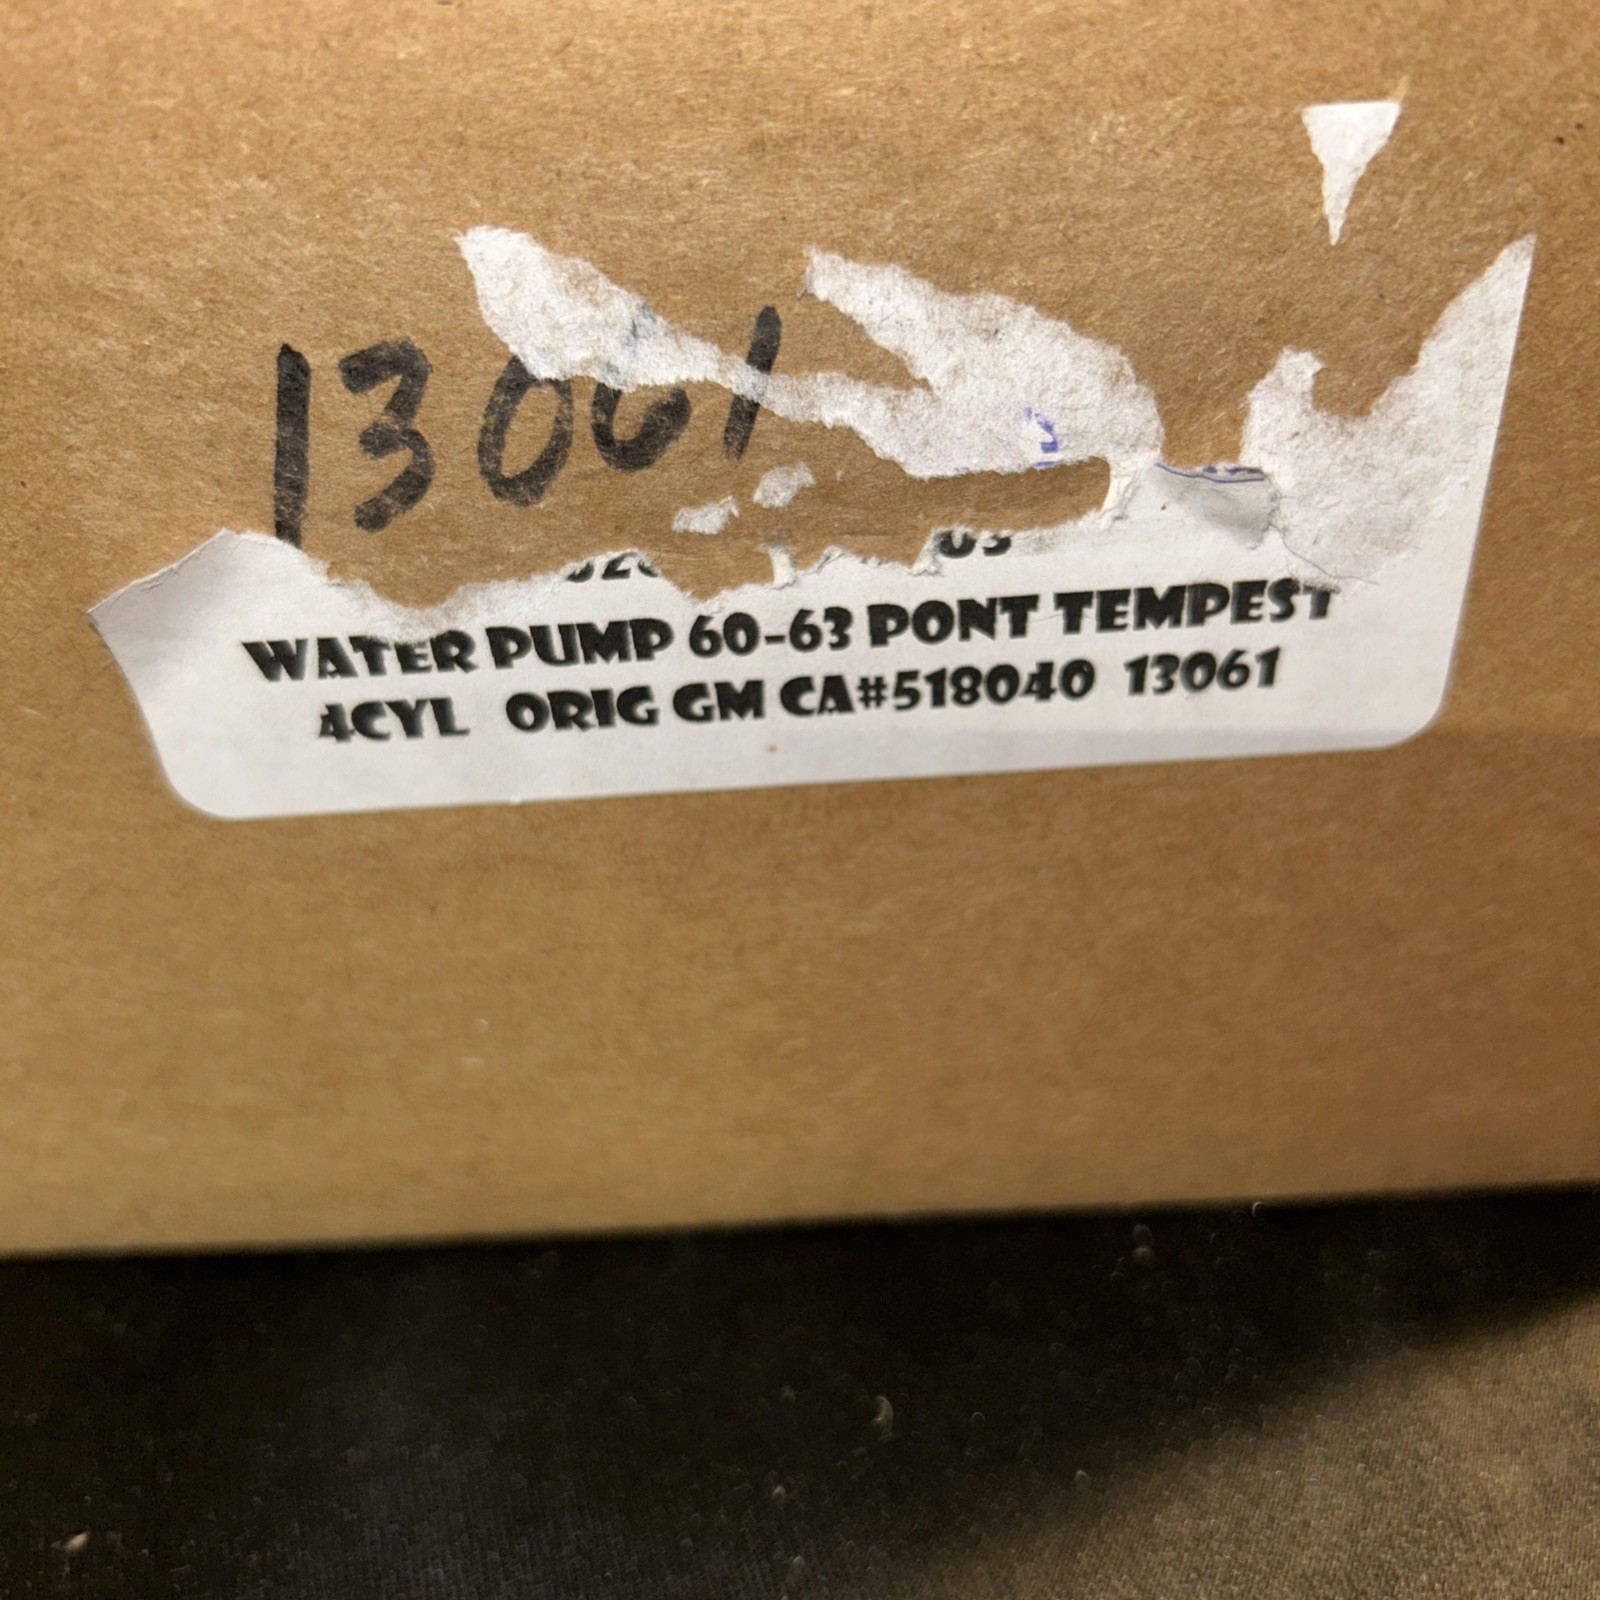 13061
WATER PUMP 60-63 PONT TEMPEST
4CYL ORIG GM CA#518040 13061